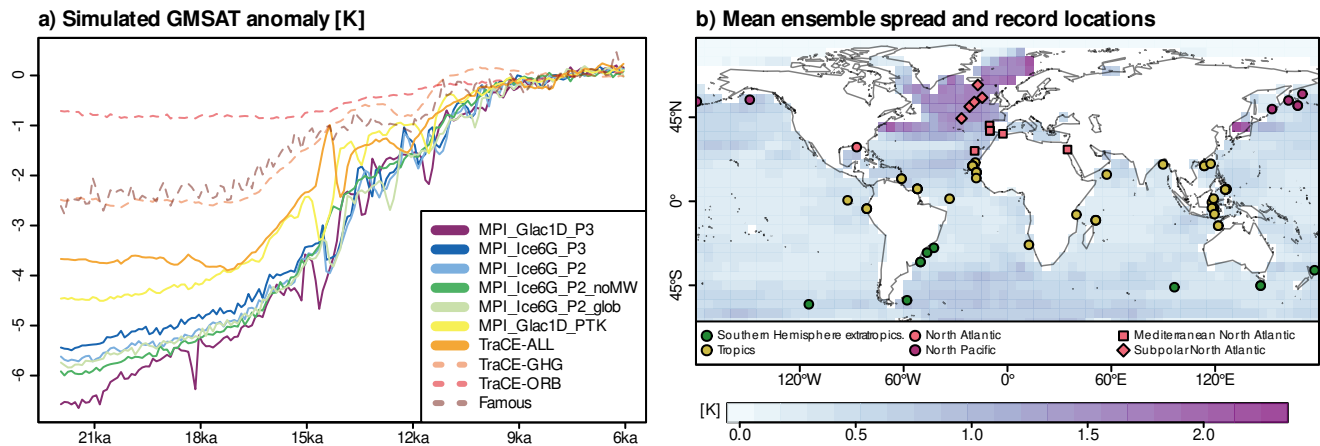 a) Simulated GMSAT anomaly [K]
0
-1
-2
-3
-4
-5
-6
MPI_Glac1D_P3
MPI_Ice6G_P3
MPI_Ice6G_P2
MPI_Ice6G_P2_noMW
MPI_Ice6G_P2_glob
MPI_Glac1D_PTK
TraCE-ALL
TraCE-GHG
TraCE-ORB
Famous
21ka 18ka 15ka 12ka 9ka 6ka
b) Mean ensemble spread and record locations
45°N
0°
45°S
Southern Hemisphere extratropics. North Atlantic Mediterranean North Atlantic
Tropics North Pacific Subpolar North Atlantic
120°W 60°W 0° 60°E 120°E
[K]
0.0 0.5 1.0 1.5 2.0